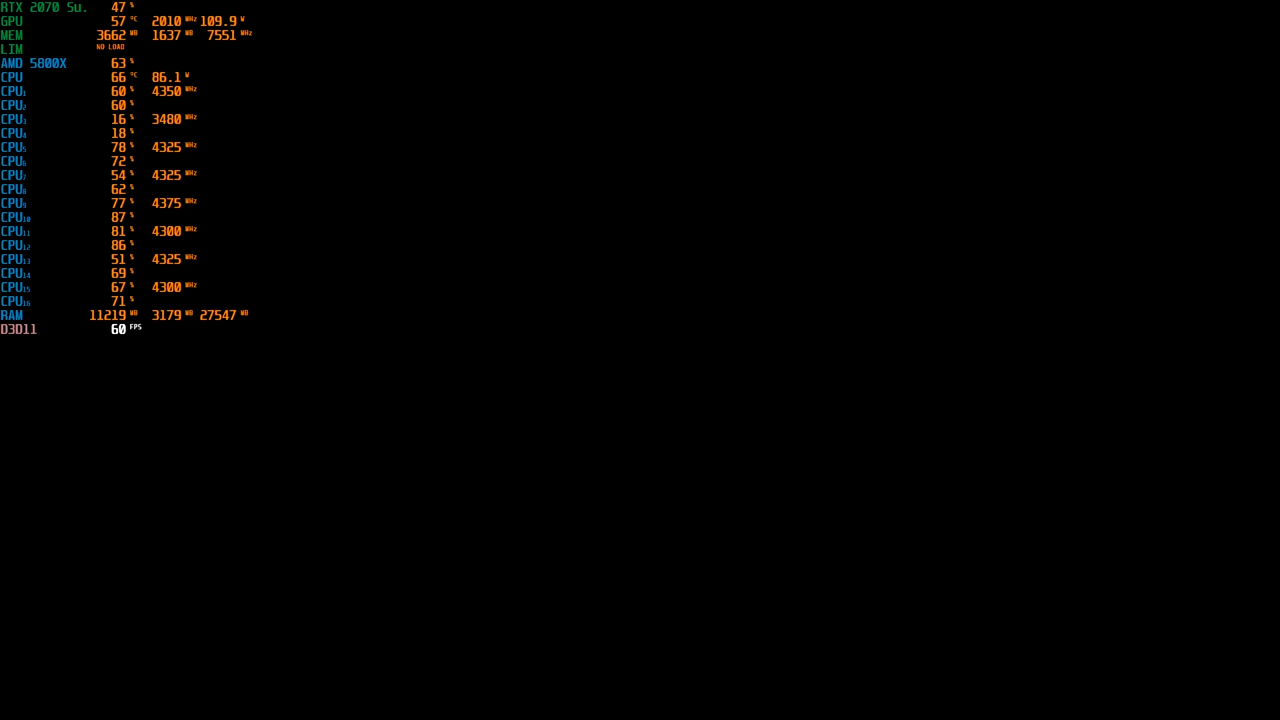 RTX 2070 Su. 47 %
GPU 57 °C 2010 MHz 109.9 W
MEM 3662 MB 1637 MB 7551 MHz
LIM NO LOAD
AMD 5800X 63 %
CPU 66 °C 86.1 W
CPU1 60 % 4350 MHz
CPU2 60 %
CPU3 16 % 3480 MHz
CPU4 18 %
CPU5 78 % 4325 MHz
CPU6 72 %
CPU7 54 % 4325 MHz
CPU8 62 %
CPU9 77 % 4375 MHz
CPU10 87 %
CPU11 81 % 4300 MHz
CPU12 86 %
CPU13 51 % 4325 MHz
CPU14 69 %
CPU15 67 % 4300 MHz
CPU16 71 %
RAM 11219 MB 3179 MB 27547 MB
D3D11 60 FPS